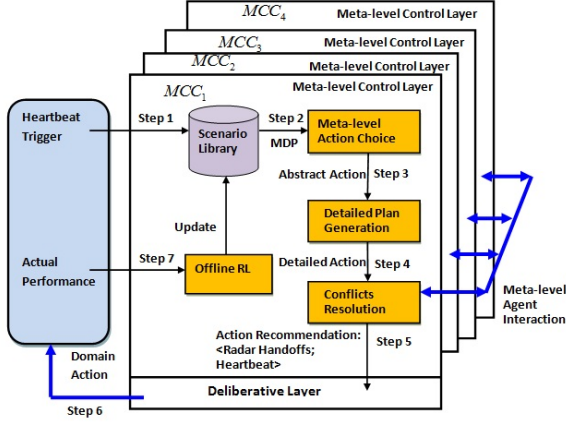 MCC4
Meta-level Control Layer
MCC3
Meta-level Control Layer
MCC2
Meta-level Control Layer
MCC1
Meta-level Control Layer
Heartbeat
Trigger
Step 1
Scenario
Library
Step 2
MDP
Meta-level
Action Choice
Abstract Action
Step 3
Update
Detailed Plan
Generation
Actual
Performance
Step 7
Offline RL
Detailed Action
Step 4
Conflicts
Resolution
Meta-level
Agent
Interaction
Action Recommendation:
<Radar Handoffs;
Heartbeat>
Step 5
Domain
Action
Deliberative Layer
Step 6